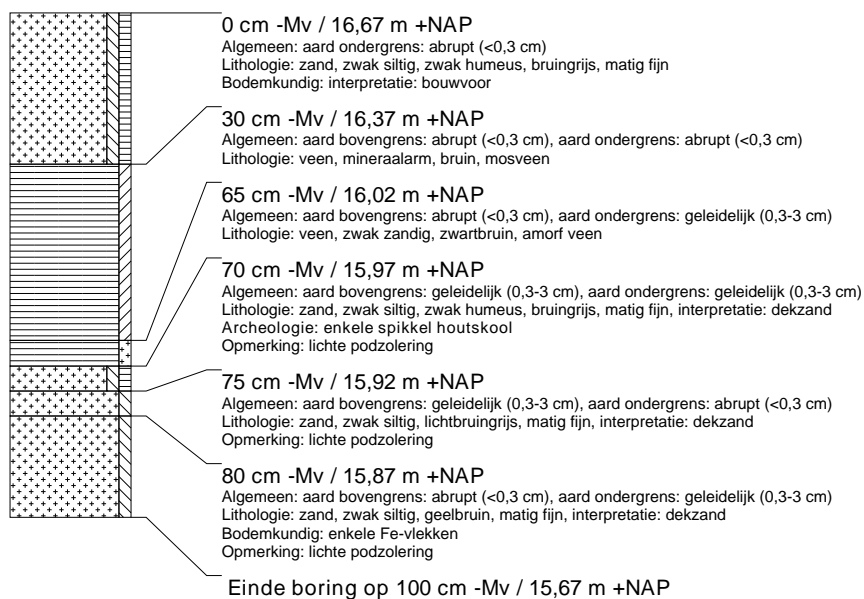 0 cm -Mv / 16,67 m +NAP
Algemeen: aard ondergrens: abrupt (<0,3 cm)
Lithologie: zand, zwak siltig, zwak humeus, bruingrijs, matig fijn
Bodemkundig: interpretatie: bouwvoor
30 cm -Mv / 16,37 m +NAP
Algemeen: aard bovengrens: abrupt (<0,3 cm), aard ondergrens: abrupt (<0,3 cm)
Lithologie: veen, mineraalarm, bruin, mosveen
65 cm -Mv / 16,02 m +NAP
Algemeen: aard bovengrens: abrupt (<0,3 cm), aard ondergrens: geleidelijk (0,3-3 cm)
Lithologie: veen, zwak zandig, zwartbruin, amorf veen
70 cm -Mv / 15,97 m +NAP
Algemeen: aard bovengrens: geleidelijk (0,3-3 cm), aard ondergrens: geleidelijk (0,3-3 cm)
Lithologie: zand, zwak siltig, zwak humeus, bruingrijs, matig fijn, interpretatie: dekzand
Archeologie: enkele spikkel houtskool
Opmerking: lichte podzolering
75 cm -Mv / 15,92 m +NAP
Algemeen: aard bovengrens: geleidelijk (0,3-3 cm), aard ondergrens: abrupt (<0,3 cm)
Lithologie: zand, zwak siltig, lichtbruingrijs, matig fijn, interpretatie: dekzand
Opmerking: lichte podzolering
80 cm -Mv / 15,87 m +NAP
Algemeen: aard bovengrens: abrupt (<0,3 cm), aard ondergrens: geleidelijk (0,3-3 cm)
Lithologie: zand, zwak siltig, geelbruin, matig fijn, interpretatie: dekzand
Bodemkundig: enkele Fe-vlekken
Opmerking: lichte podzolering
Einde boring op 100 cm -Mv / 15,67 m +NAP